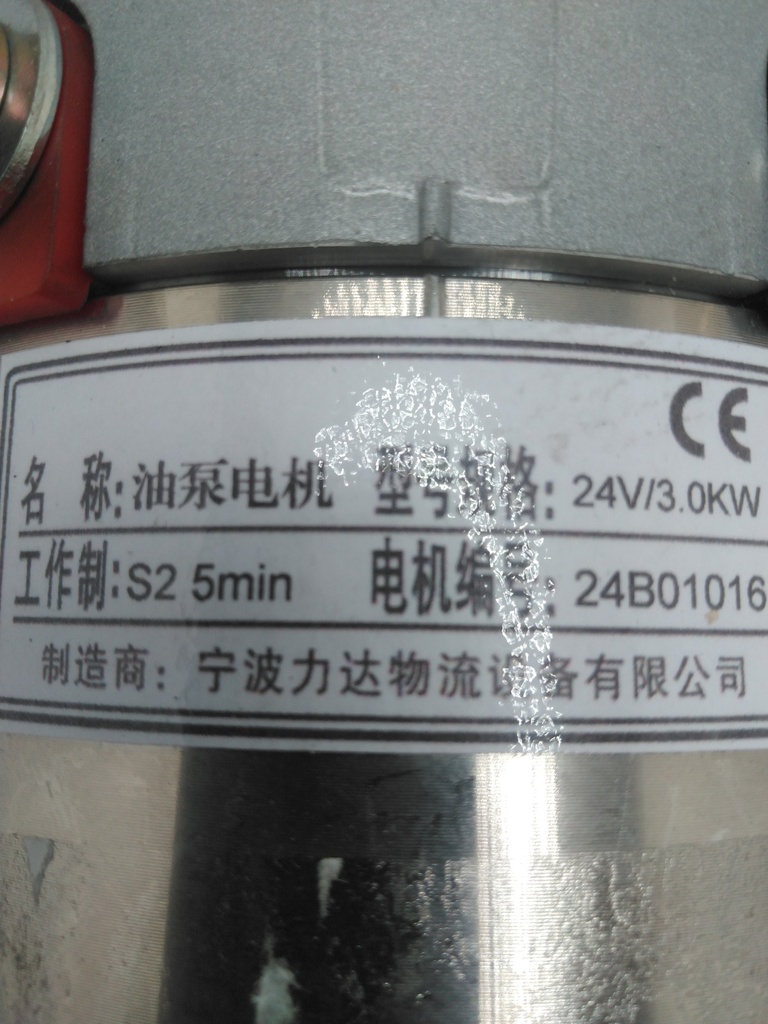 CE
名 称: 油泵电机 型号规格: 24V/3.0KW
工作制: S2 5min 电机编号: 24B01016
制造商: 宁波力达物流设备有限公司